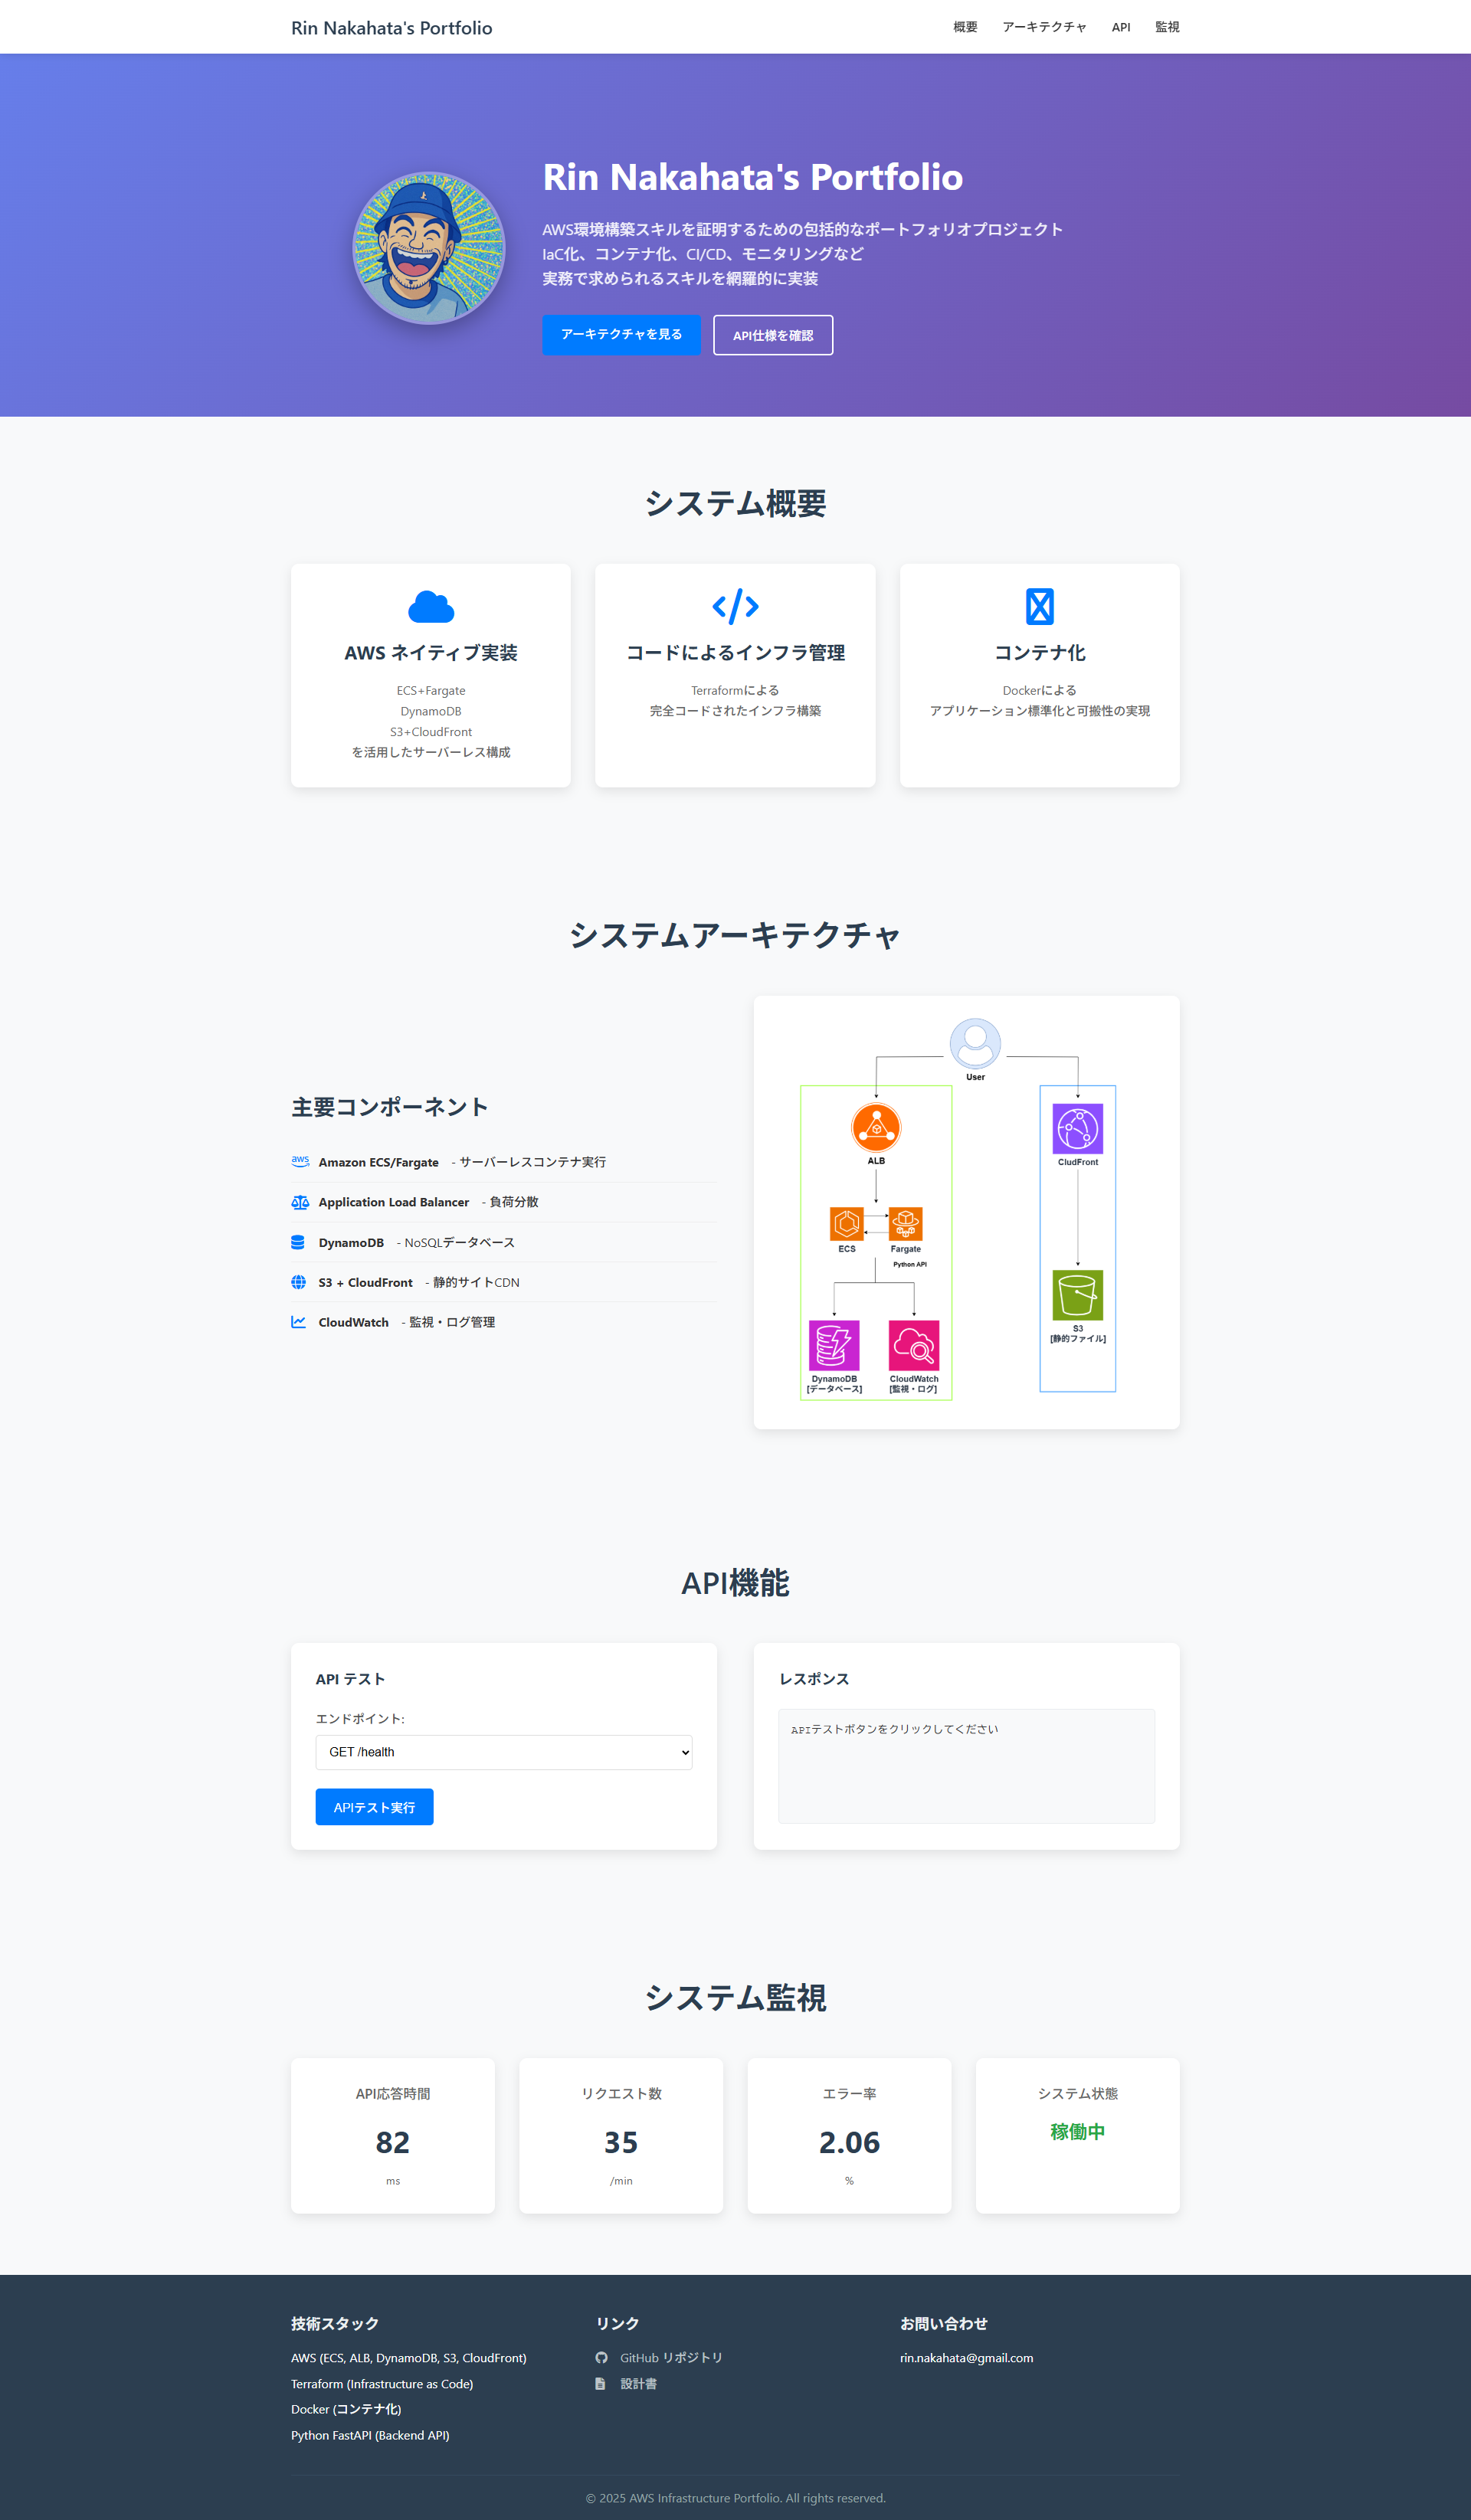 Rin Nakahata's Portfolio
概要 アーキテクチャ API 監視
Rin Nakahata's Portfolio
AWS環境構築スキルを証明するための包括的なポートフォリオプロジェクト
IaC化、コンテナ化、CI/CD、モニタリングなど
実務で求められるスキルを網羅的に実装
アーキテクチャを見る API仕様を確認
システム概要
AWS ネイティブ実装
ECS+Fargate
DynamoDB
S3+CloudFront
を活用したサーバーレス構成
コードによるインフラ管理
Terraformによる
完全コードされたインフラ構築
コンテナ化
Dockerによる
アプリケーション標準化と可搬性の実現
システムアーキテクチャ
主要コンポーネント
aws Amazon ECS/Fargate - サーバーレスコンテナ実行
Application Load Balancer - 負荷分散
DynamoDB - NoSQLデータベース
S3 + CloudFront - 静的サイトCDN
CloudWatch - 監視・ログ管理
User
ALB
CludFront
ECS Fargate
Python API
S3
[静的ファイル]
DynamoDB
[データベース]
CloudWatch
[監視・ログ]
API機能
API テスト
エンドポイント:
GET /health
APIテスト実行
レスポンス
APIテストボタンをクリックしてください
システム監視
API応答時間
82
ms
リクエスト数
35
/min
エラー率
2.06
%
システム状態
稼働中
技術スタック
AWS (ECS, ALB, DynamoDB, S3, CloudFront)
Terraform (Infrastructure as Code)
Docker (コンテナ化)
Python FastAPI (Backend API)
リンク
GitHub リポジトリ
設計書
お問い合わせ
rin.nakahata@gmail.com
© 2025 AWS Infrastructure Portfolio. All rights reserved.